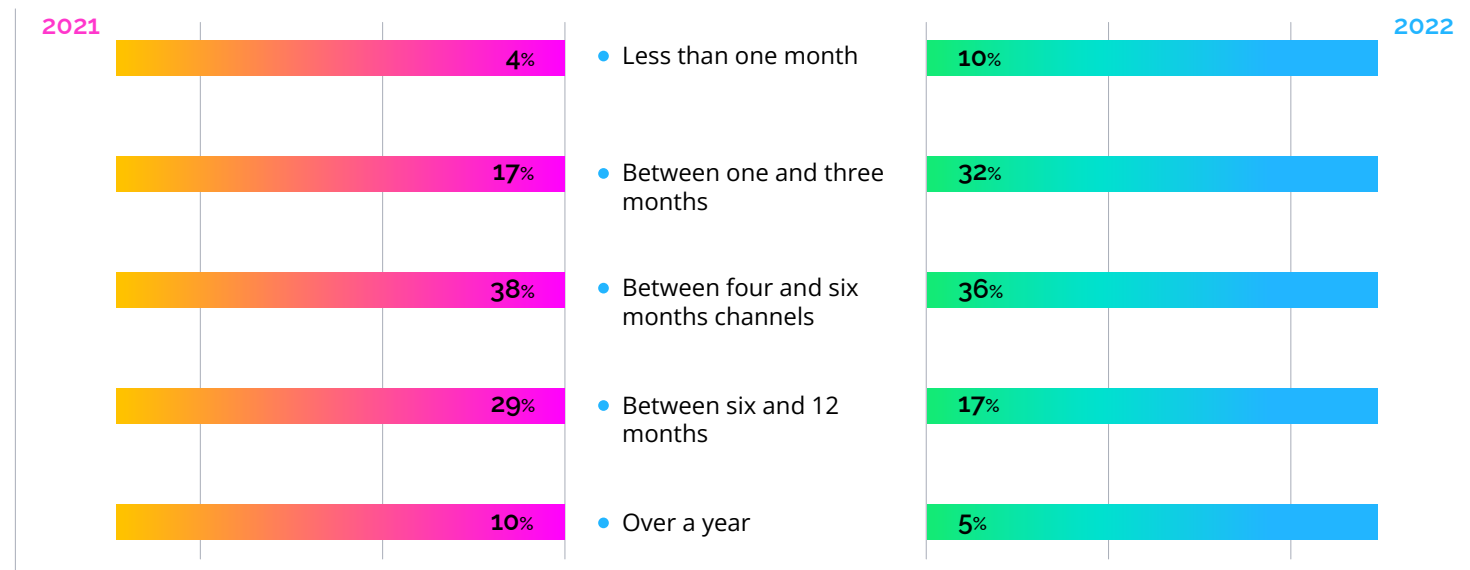 2021
2022
4%
Less than one month
10%
17%
Between one and three
months
32%
38%
Between four and six
months channels
36%
29%
Between six and 12
months
17%
10%
Over a year
5%